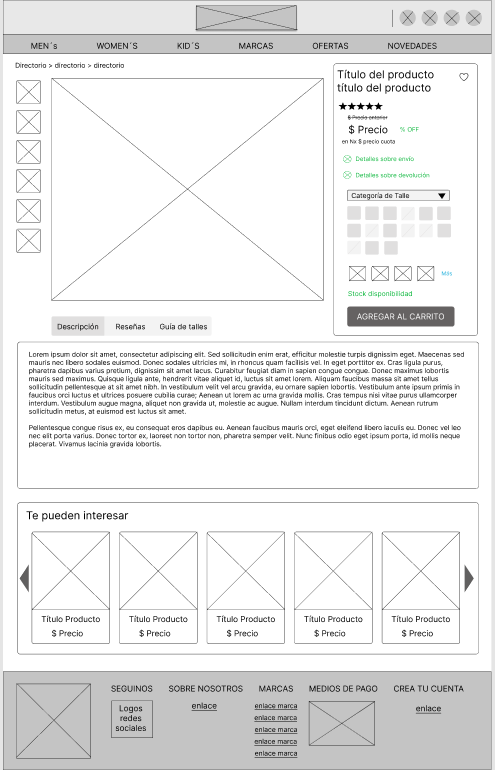 MEN´s WOMEN´S KID´S MARCAS OFERTAS NOVEDADES
Directorio > directorio > directorio
Título del producto
título del producto
$ Precio anterior
$ Precio % OFF
en Nx $ precio cuota
Detalles sobre envío
Detalles sobre devolución
Categoría de Talle
Más
Stock disponibilidad
AGREGAR AL CARRITO
Descripción Reseñas Guía de talles
Lorem ipsum dolor sit amet, consectetur adipiscing elit. Sed sollicitudin enim erat, efficitur molestie turpis dignissim eget. Maecenas sed
mauris nec libero sodales euismod. Donec sodales ultricies mi, in rhoncus quam facilisis vel. In eget porttitor ex. Cras ligula purus,
pharetra dapibus varius pretium, dignissim sit amet lacus. Curabitur feugiat diam in sapien congue congue. Donec maximus lobortis
mauris sed maximus. Quisque ligula ante, hendrerit vitae aliquet id, luctus sit amet lorem. Aliquam faucibus massa sit amet tellus
sollicitudin pellentesque at sit amet nibh. In vestibulum velit vel arcu gravida, eu ornare sapien lobortis. Vestibulum ante ipsum primis in
faucibus orci luctus et ultrices posuere cubilia curae; Aenean ut lorem ac urna gravida mollis. Cras tempus nisi vitae purus ullamcorper
interdum. Vestibulum augue magna, aliquet non gravida ut, molestie ac augue. Nullam interdum tincidunt dictum. Aenean rutrum
sollicitudin metus, at euismod est luctus sit amet.
Pellentesque congue risus ex, eu consequat eros dapibus eu. Aenean faucibus mauris orci, eget eleifend libero iaculis eu. Donec vel leo
nec elit porta varius. Donec tortor ex, laoreet non tortor non, pharetra semper velit. Nunc finibus odio eget ipsum porta, id mollis neque
placerat. Vivamus lacinia gravida lobortis.
Te pueden interesar
Título Producto Título Producto Título Producto Título Producto Título Producto
$ Precio $ Precio $ Precio $ Precio $ Precio
SEGUINOS SOBRE NOSOTROS MARCAS MEDIOS DE PAGO CREA TU CUENTA
Logos
redes
sociales
enlace
enlace marca
enlace marca
enlace marca
enlace marca
enlace marca
enlace